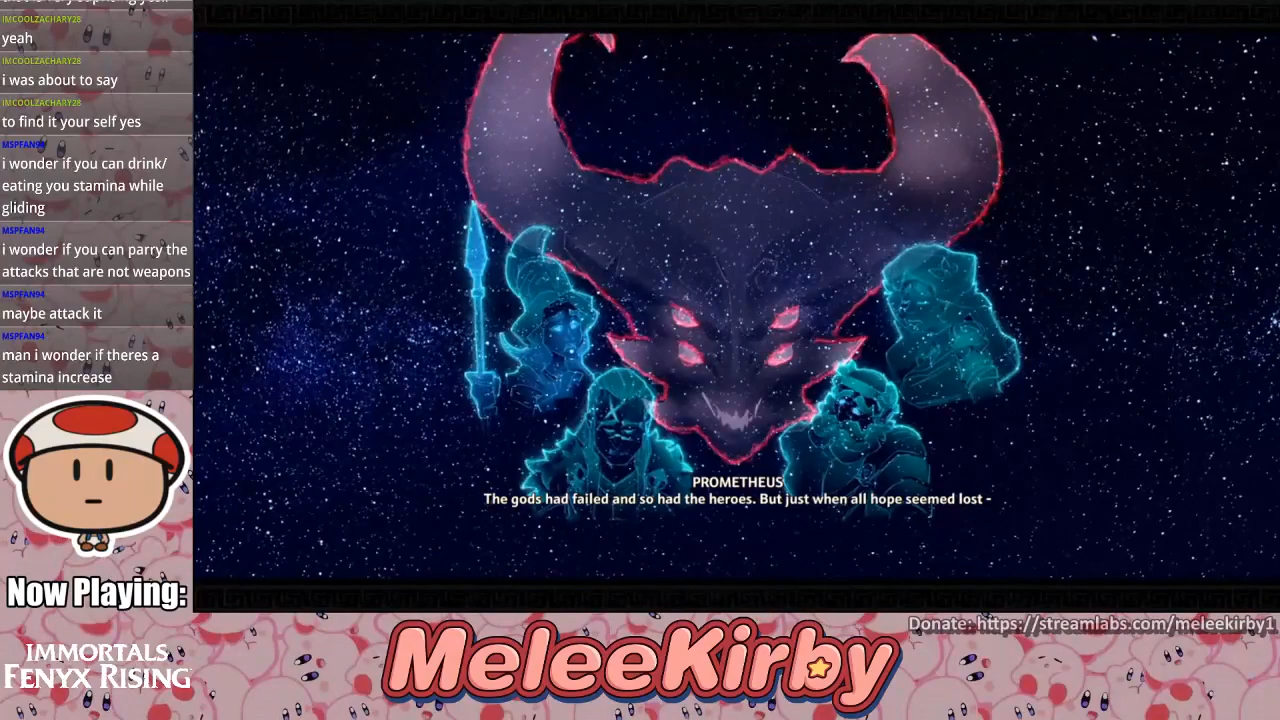 IMCOOLZACHARY28
yeah
IMCOOLZACHARY28
i was about to say
IMCOOLZACHARY28
to find it your self yes
MSPFAN94
i wonder if you can drink/
eating you stamina while
gliding
MSPFAN94
i wonder if you can parry the
attacks that are not weapons
MSPFAN94
maybe attack it
MSPFAN94
man i wonder if theres a
stamina increase
PROMETHEUS
The gods had failed and so had the heroes. But just when all hope seemed lost -
Now Playing:
IMMORTALS
FENYX RISING
MeleeKirby
Donate: https://streamlabs.com/meleekirby1